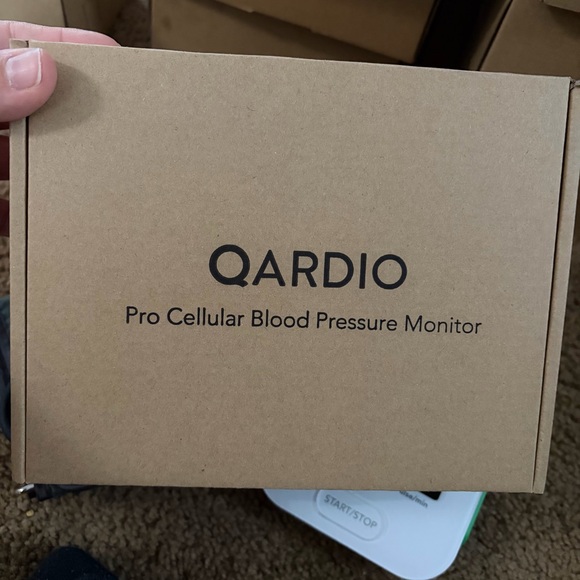 QARDIO
Pro Cellular Blood Pressure Monitor
START/STOP